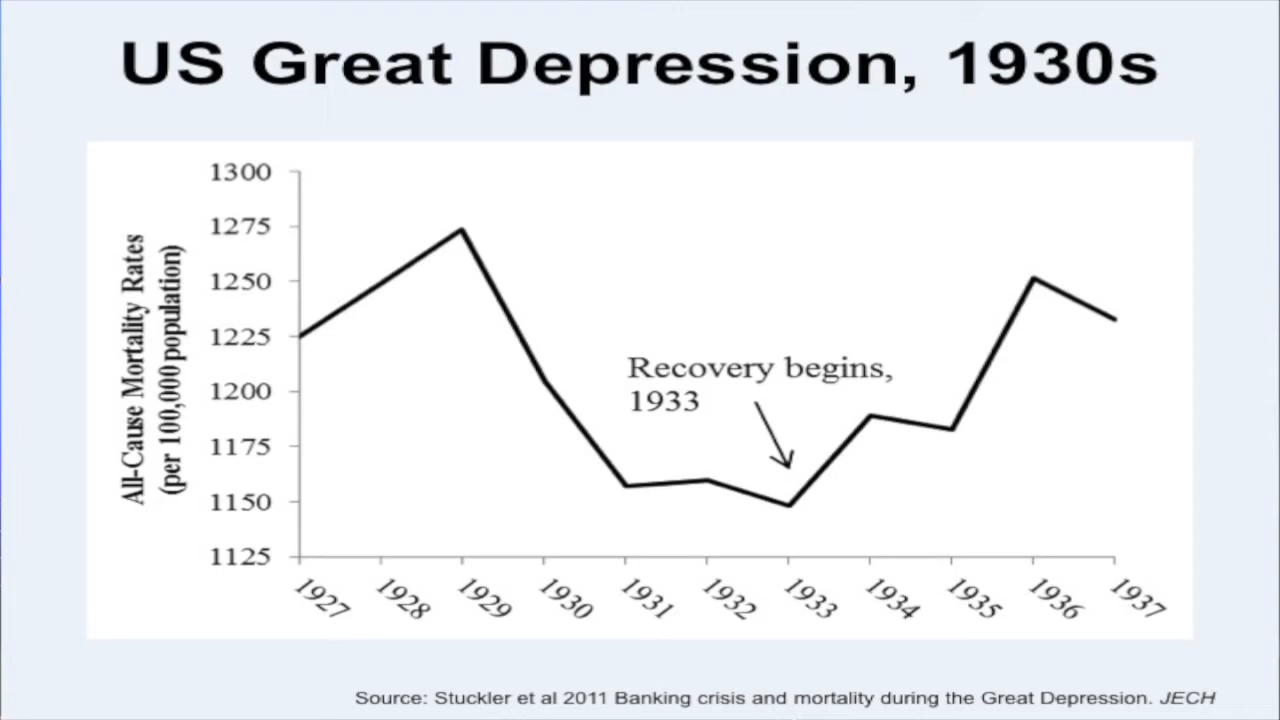 US Great Depression, 1930s
All-Cause Mortality Rates
(per 100,000 population)
1300
1275
1250
1225
1200
1175
1150
1125
Recovery begins,
1933
1927 1928 1929 1930 1931 1932 1933 1934 1935 1936 1937
Source: Stuckler et al 2011 Banking crisis and mortality during the Great Depression. JECH